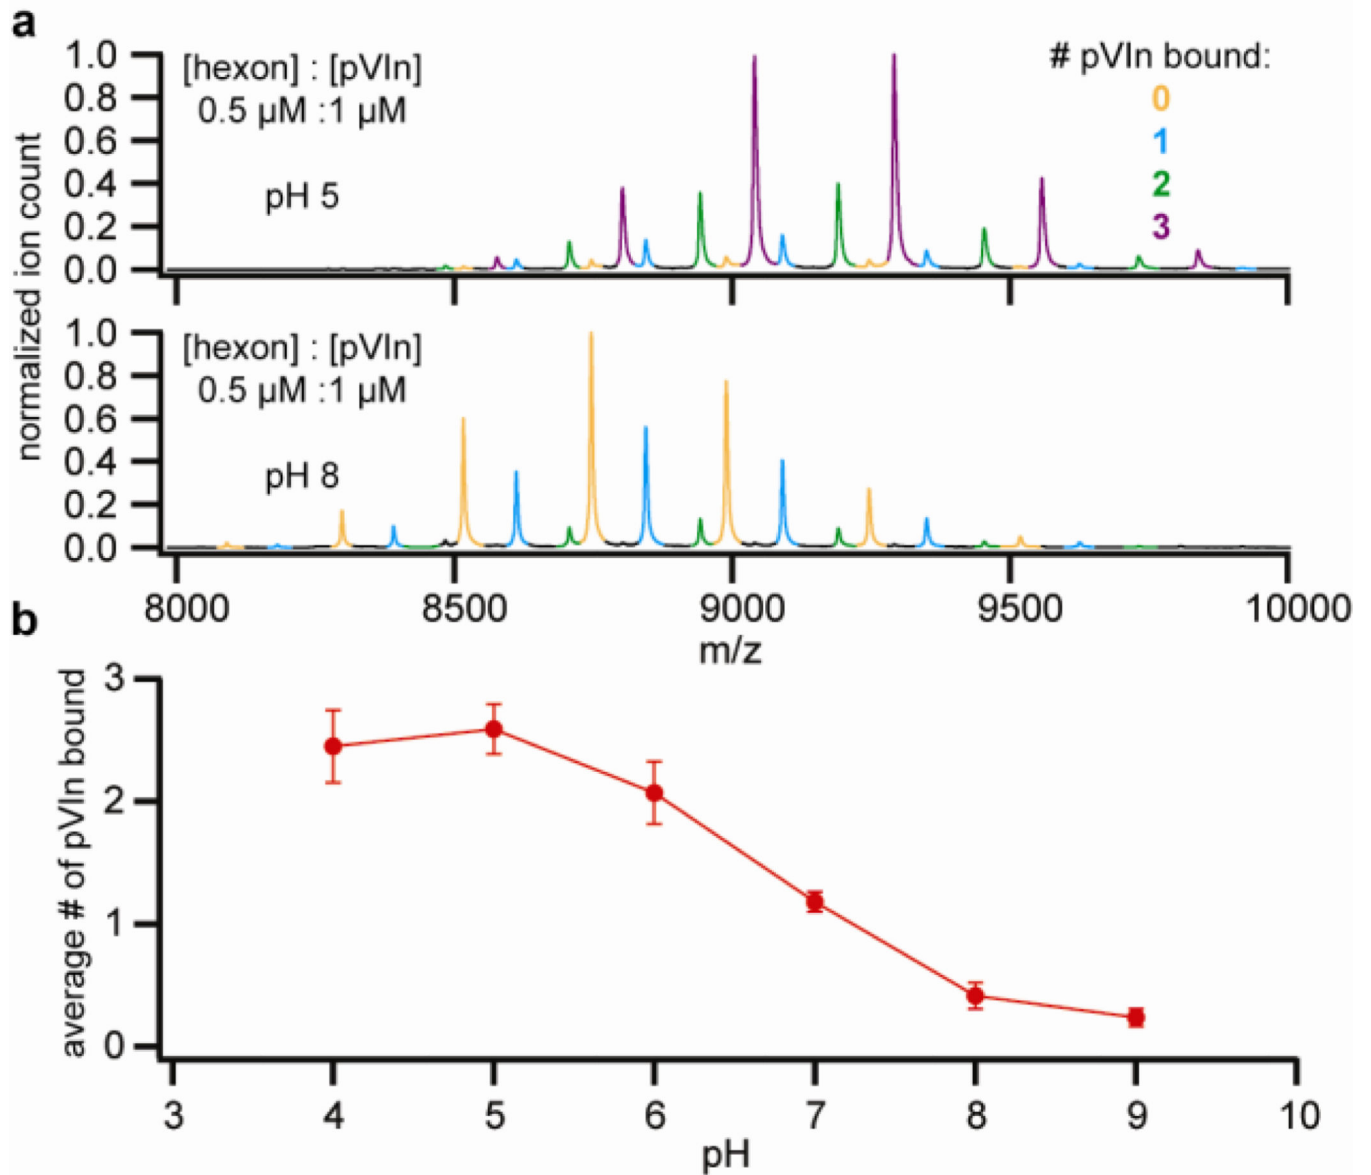 a
normalized ion count
1.0
0.8
0.6
0.4
0.2
0.0
[hexon] : [pVIn]
0.5 µM :1 µM
pH 5
# pVIn bound:
0
1
2
3
1.0
0.8
0.6
0.4
0.2
0.0
[hexon] : [pVIn]
0.5 µM :1 µM
pH 8
8000 8500 9000 9500 10000
m/z
b
average # of pVIn bound
3
2
1
0
3 4 5 6 7 8 9 10
pH